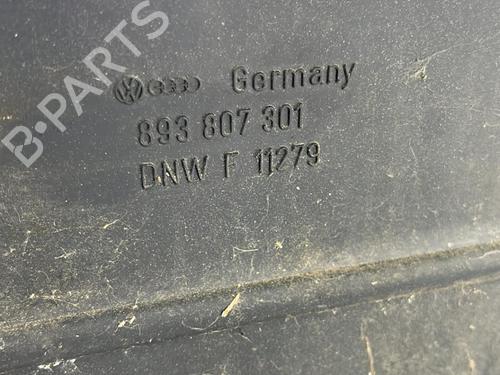 B-PARTS
Germany
893 807 301
DNW F 11279